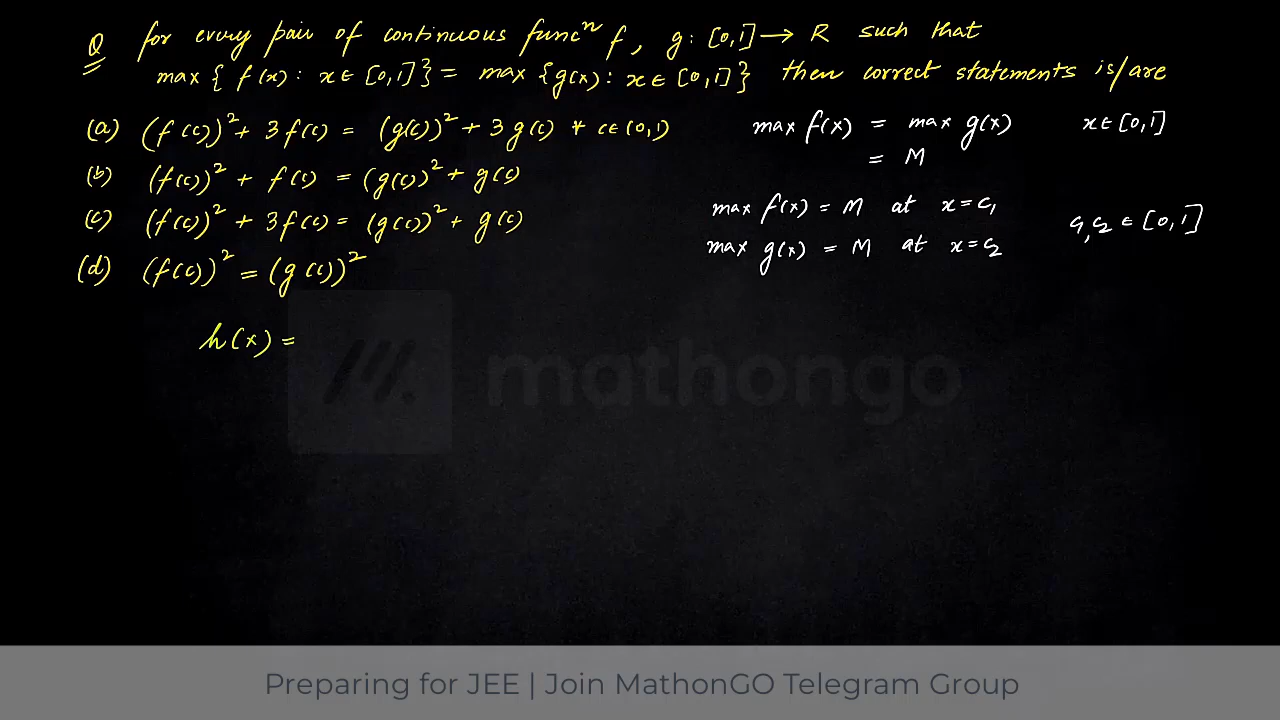 Q for every pair of continuous funcⁿ f, g : [0,1] → R such that
max { f(x) : x ∈ [0,1] } = max {g(x) : x ∈ [0,1]} then correct statements is/are
(a) (f(c))² + 3f(c) = (g(c))² + 3g(c) ∀ c∈(0,1)
(b) (f(c))² + f(c) = (g(c))² + g(c)
(c) (f(c))² + 3f(c) = (g(c))² + g(c)
(d) (f(c))² = (g(c))²
h(x) =
max f(x) = max g(x) x ∈ [0,1]
= M
max f(x) = M at x = c₁
max g(x) = M at x = c₂
c₁, c₂ ∈ [0,1]
mathongo
Preparing for JEE | Join MathonGO Telegram Group